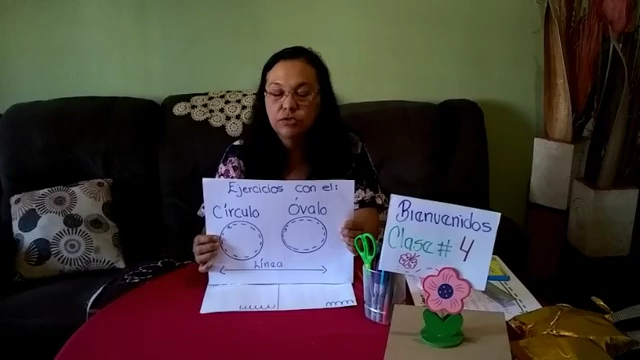 Ejercicios con el:
Círculo Óvalo
Línea
Bienvenidos
Clase # 4